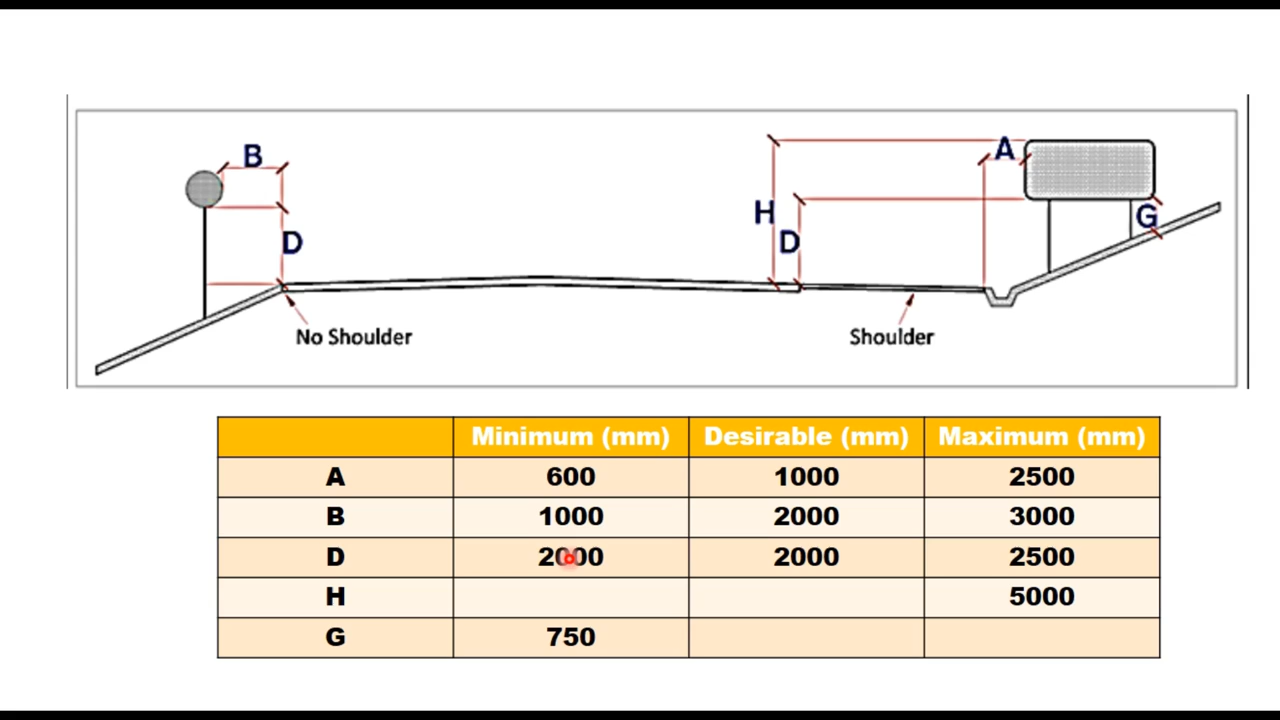 B
A
H
G
D
D
No Shoulder
Shoulder
Minimum (mm) Desirable (mm) Maximum (mm)
A 600 1000 2500
B 1000 2000 3000
D 2000 2000 2500
H 5000
G 750